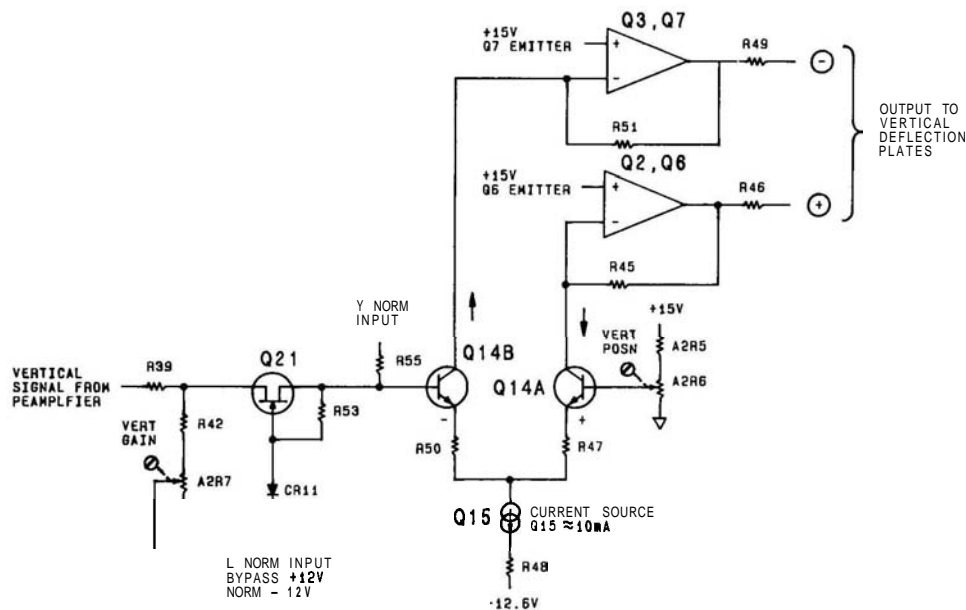 Q3,Q7
+15V
Q7 EMITTER
+
-
R49
-
OUTPUT TO
VERTICAL
DEFLECTION
PLATES
R51
Q2,Q6
+15V
Q6 EMITTER
+
-
R46
+
R45
Y NORM
INPUT
+15V
VERT
POSN
A2R5
A2R6
Q21
R39
R55
Q14B
Q14A
VERTICAL
SIGNAL FROM
PEAMPLFIER
R42
R53
VERT
GAIN
-
+
R50
R47
A2R7
CR11
Q15
CURRENT SOURCE
Q15 ≈10mA
L NORM INPUT
BYPASS +12V
NORM - 12V
R48
-12.6V